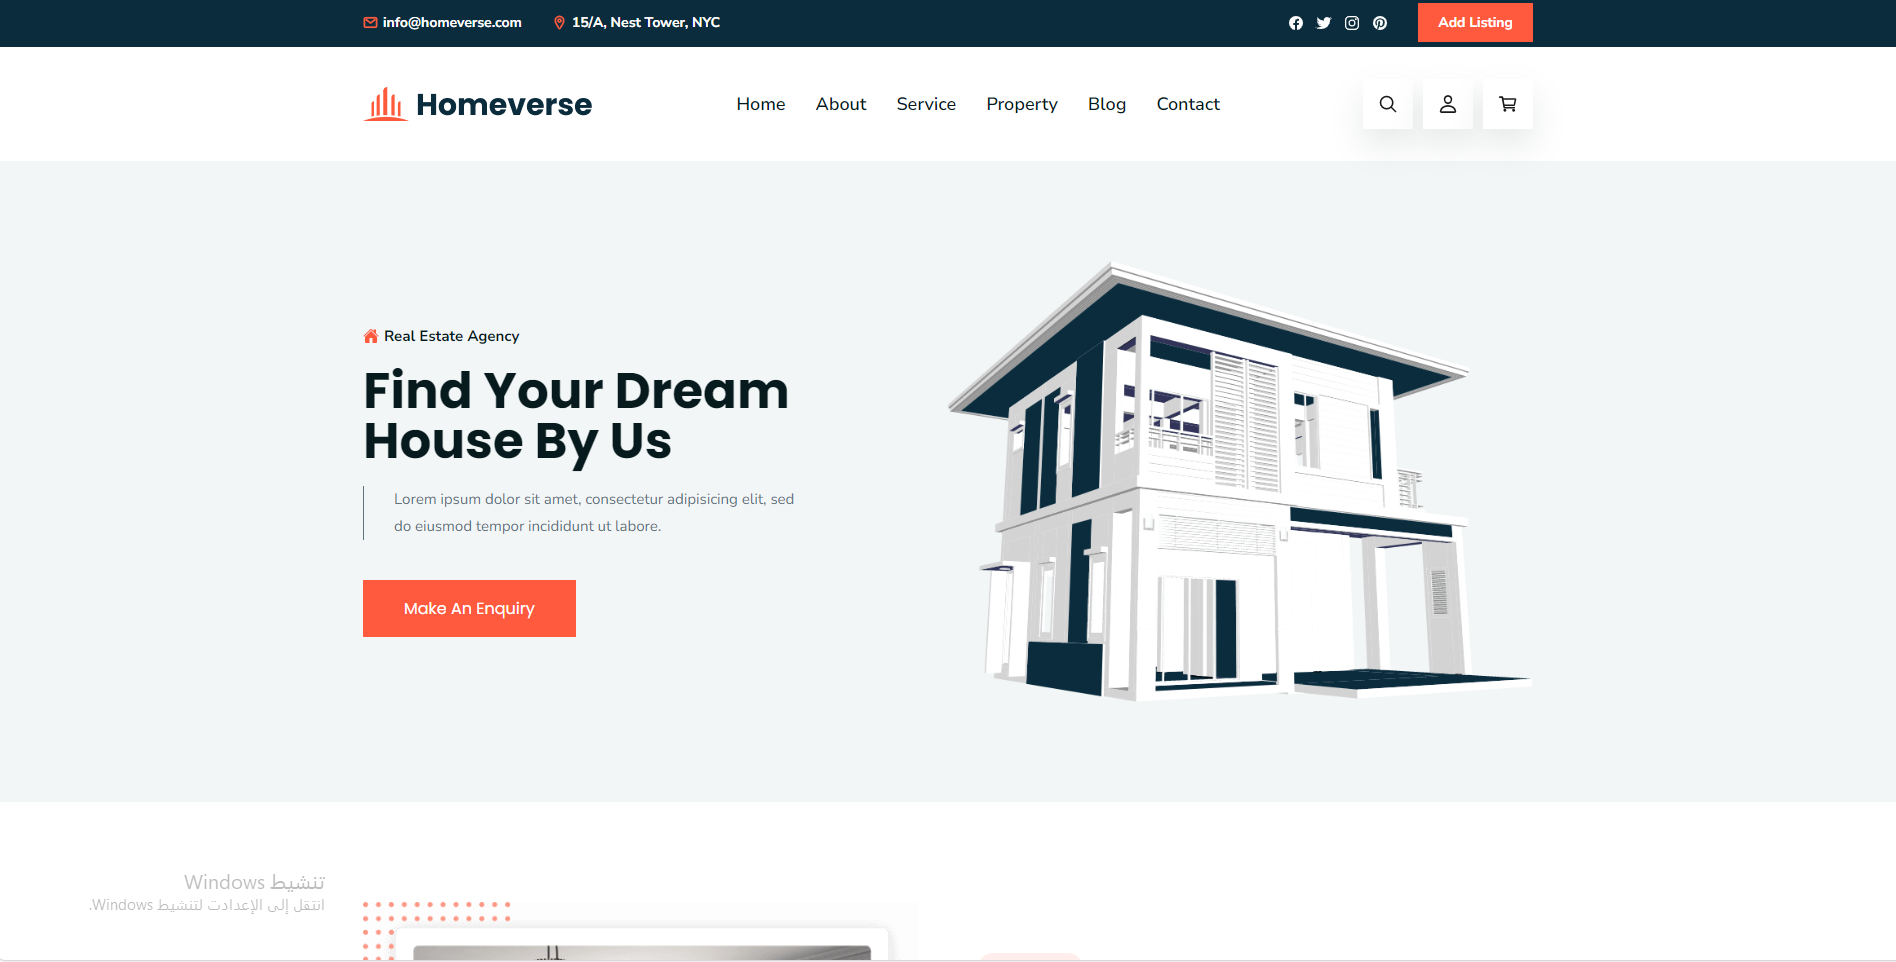 info@homeverse.com
15/A, Nest Tower, NYC
Add Listing
Homeverse
Home
About
Service
Property
Blog
Contact
Real Estate Agency
Find Your Dream
House By Us
Lorem ipsum dolor sit amet, consectetur adipisicing elit, sed
do eiusmod tempor incididunt ut labore.
Make An Enquiry
تنشيط Windows
انتقل إلى الإعدادت لتنشيط Windows.